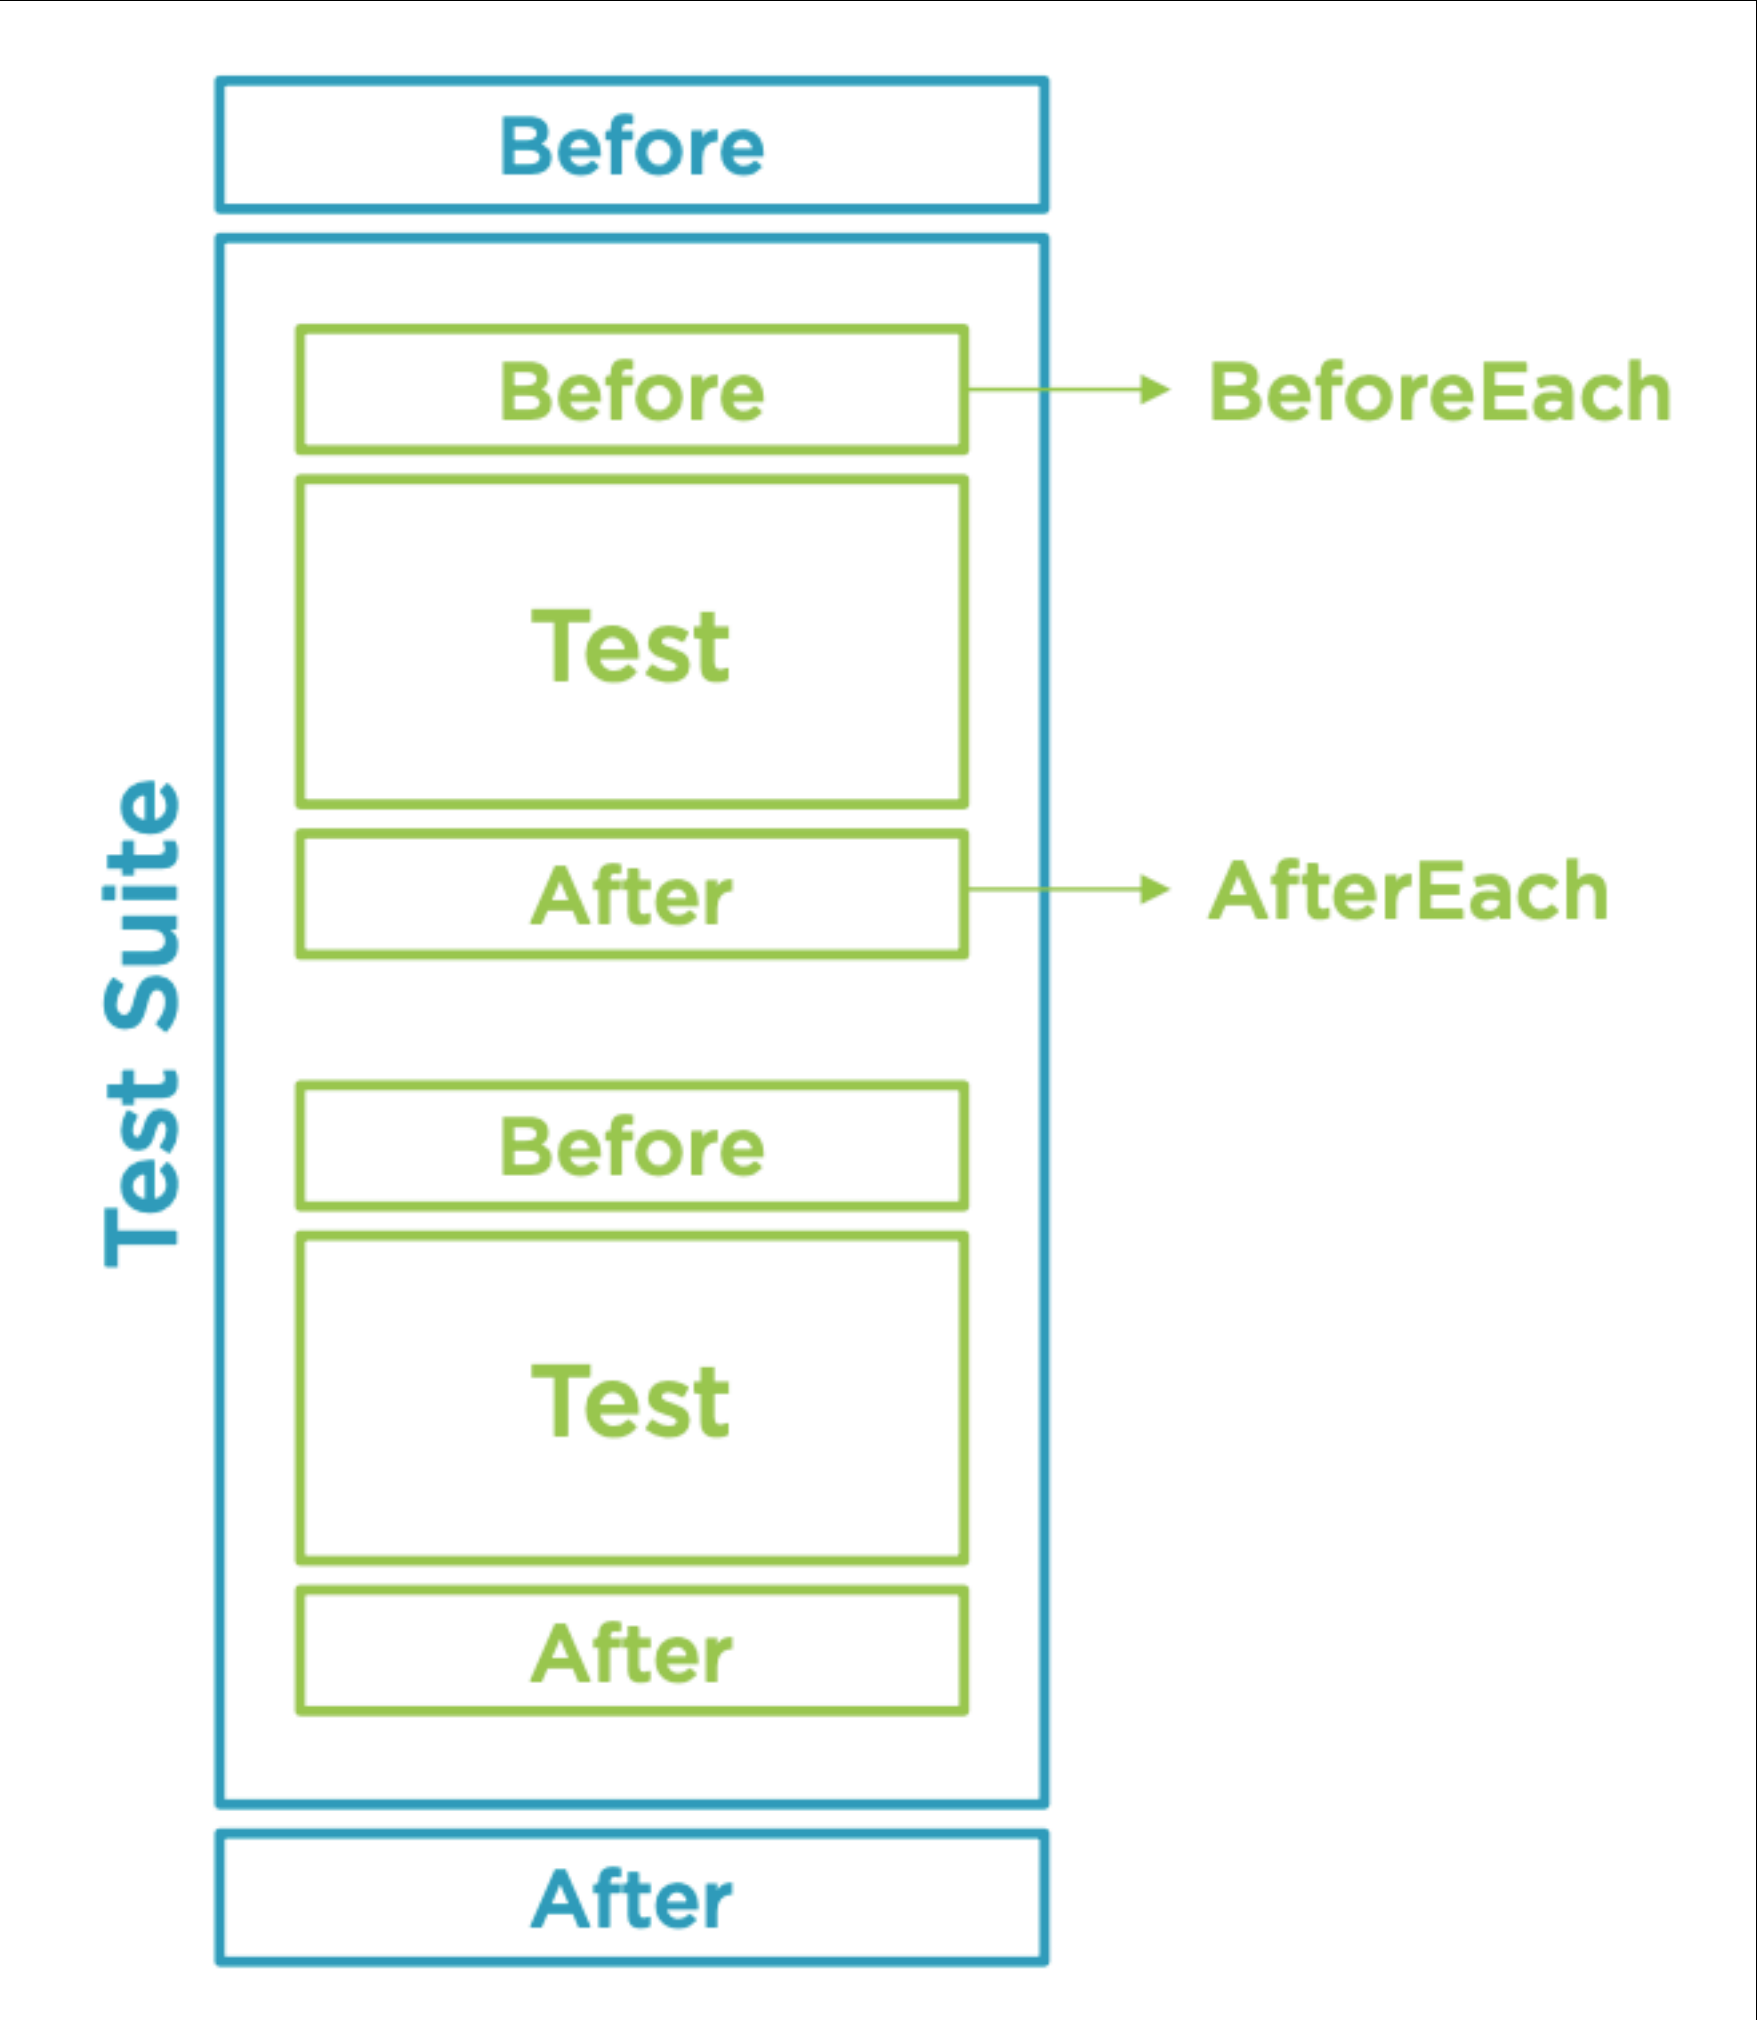 Before
Before
BeforeEach
Test
After
AfterEach
Test Suite
Before
Test
After
After